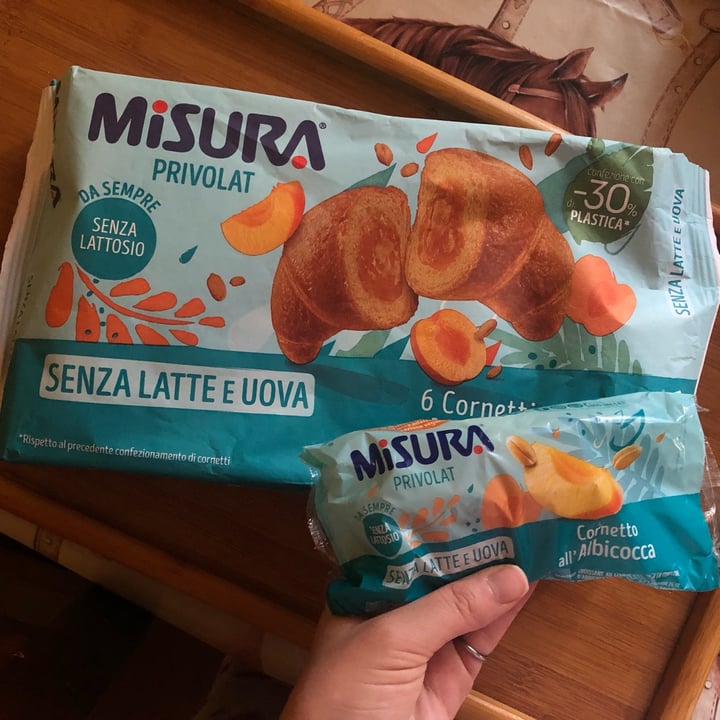 MiSURA®
PRIVOLAT
DA SEMPRE
SENZA
LATTOSIO
confezione con
-30%
di
PLASTICA*
SENZA LATTE E UOVA
SENZA LATTE E UOVA
6 Cornetti
*Rispetto al precedente confezionamento di cornetti
MiSURA
PRIVOLAT
DA SEMPRE
SENZA
LATTOSIO
SENZA LATTE E UOVA
Cornetto
all'Albicocca